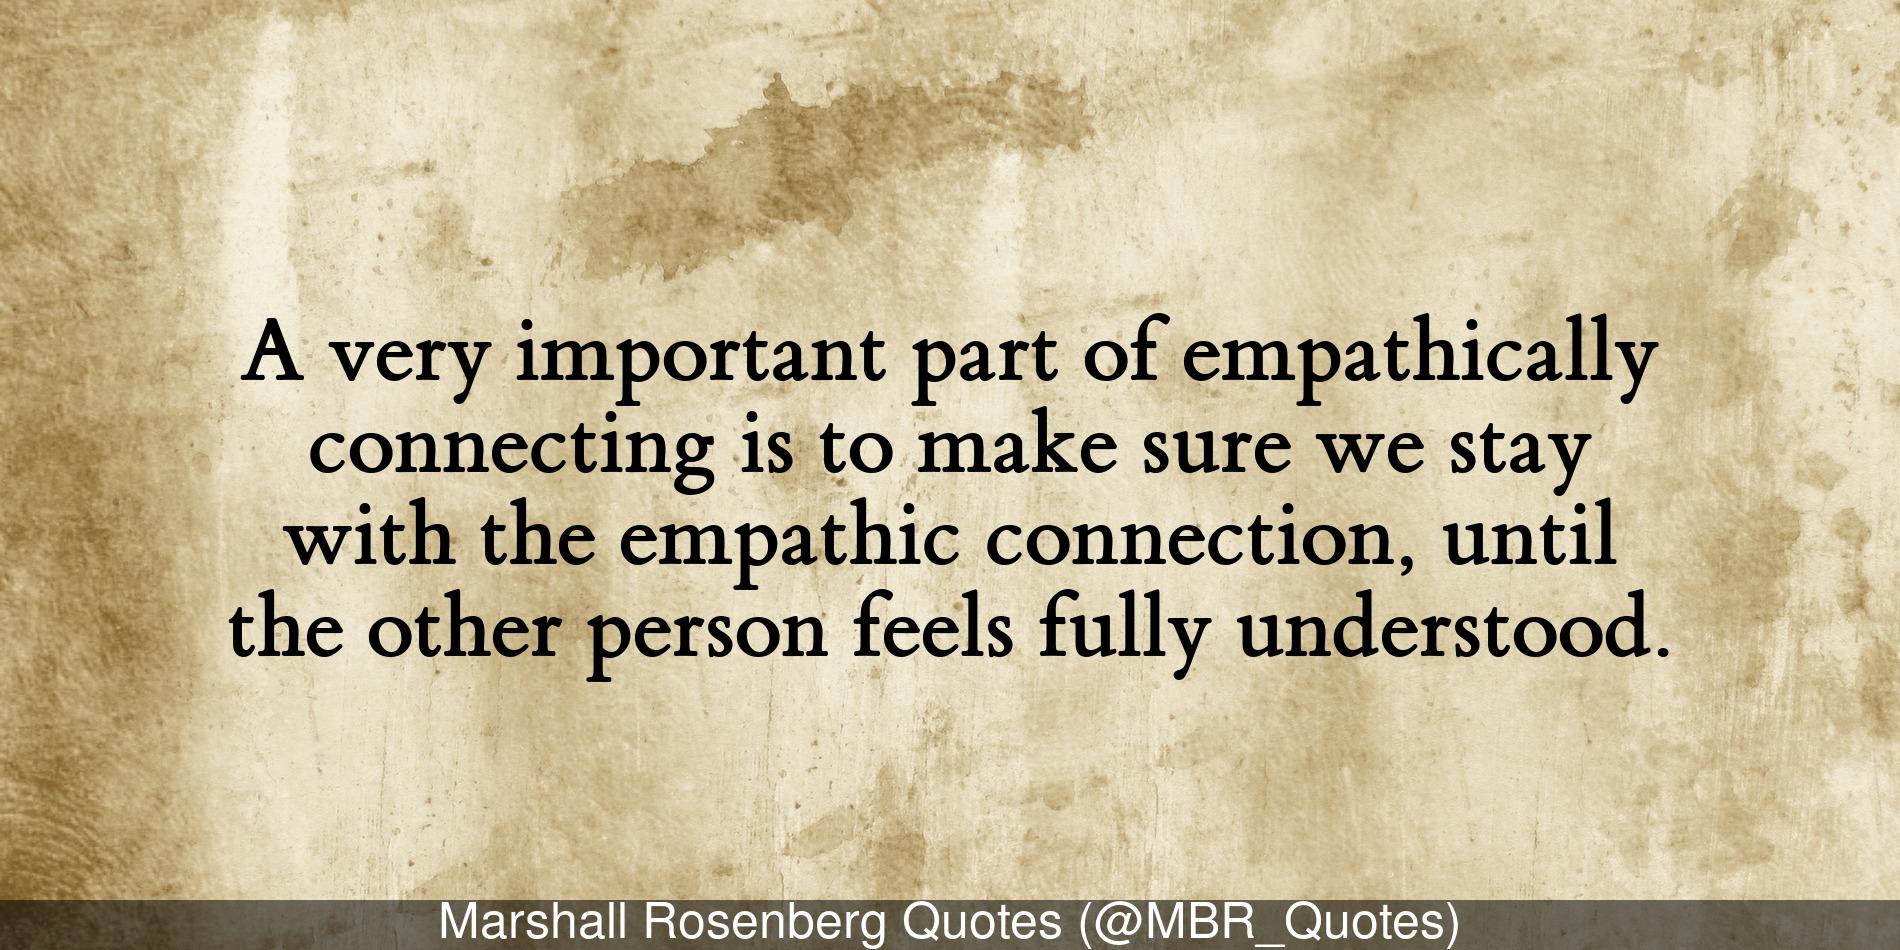 A very important part of empathically
connecting is to make sure we stay
with the empathic connection, until
the other person feels fully understood.
Marshall Rosenberg Quotes (@MBR_Quotes)